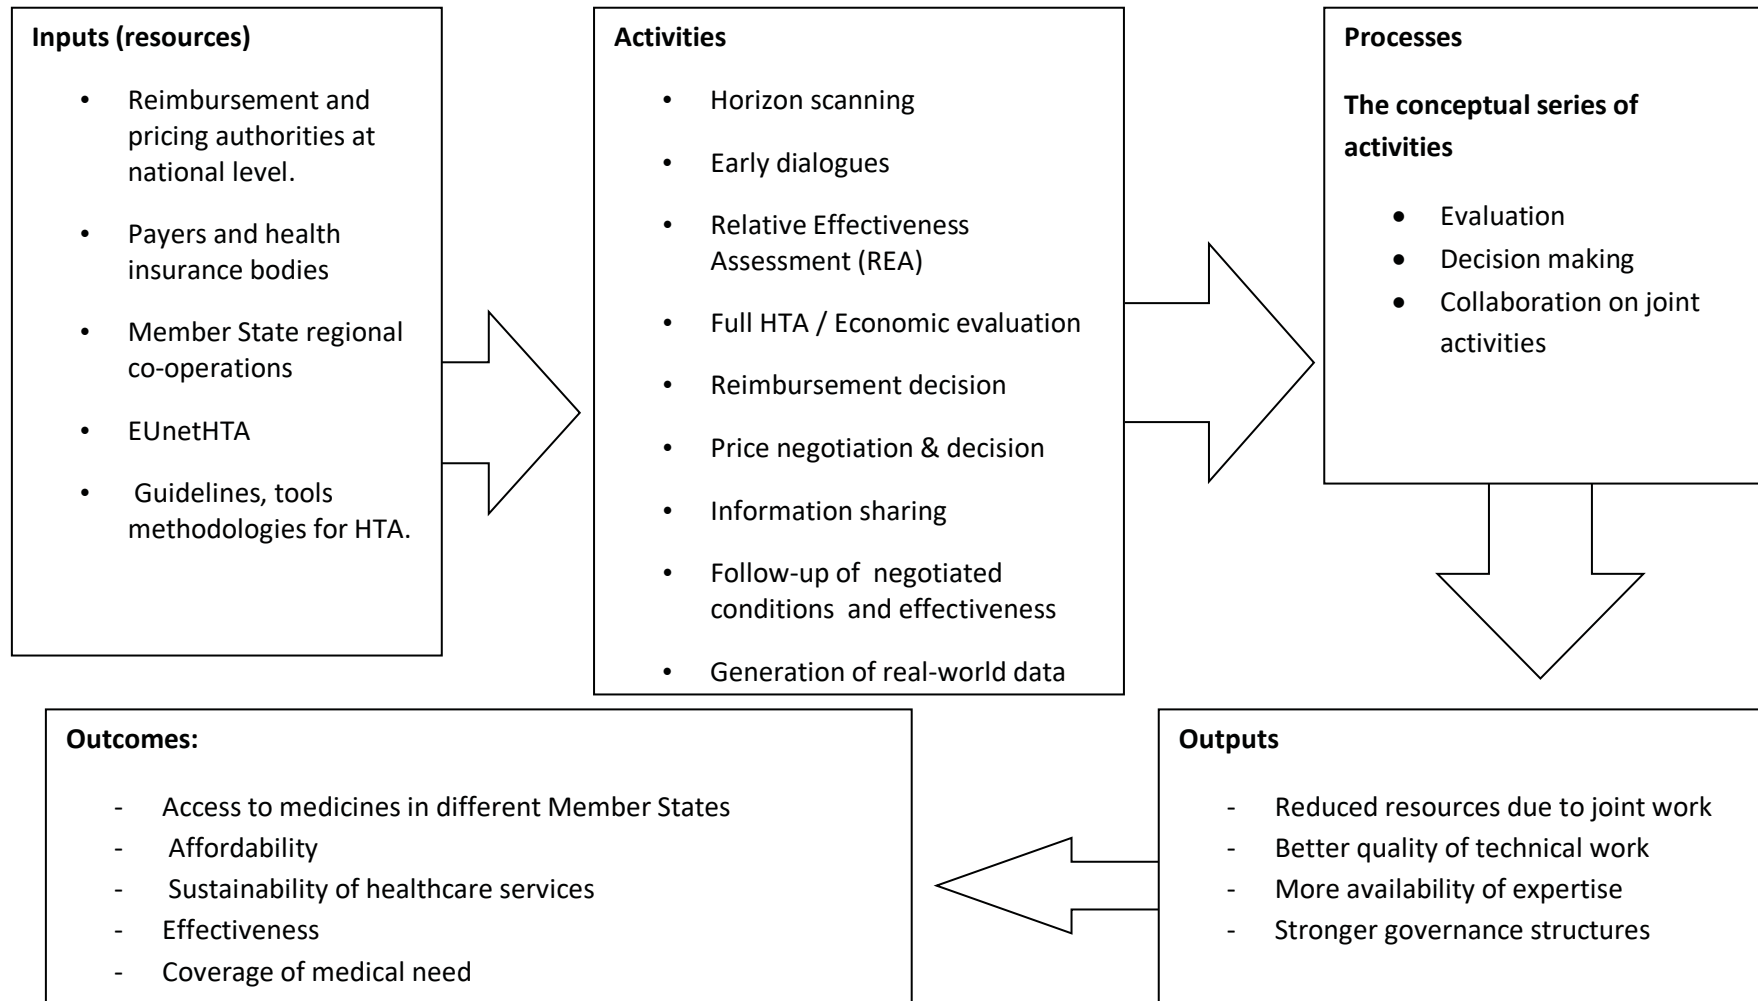 Inputs (resources)
• Reimbursement and
pricing authorities at
national level.
• Payers and health
insurance bodies
• Member State regional
co-operations
• EUnetHTA
• Guidelines, tools
methodologies for HTA.
Activities
• Horizon scanning
• Early dialogues
• Relative Effectiveness
Assessment (REA)
• Full HTA / Economic evaluation
• Reimbursement decision
• Price negotiation & decision
• Information sharing
• Follow-up of negotiated
conditions and effectiveness
• Generation of real-world data
Processes
The conceptual series of
activities
• Evaluation
• Decision making
• Collaboration on joint
activities
Outputs
- Reduced resources due to joint work
- Better quality of technical work
- More availability of expertise
- Stronger governance structures
Outcomes:
- Access to medicines in different Member States
- Affordability
- Sustainability of healthcare services
- Effectiveness
- Coverage of medical need